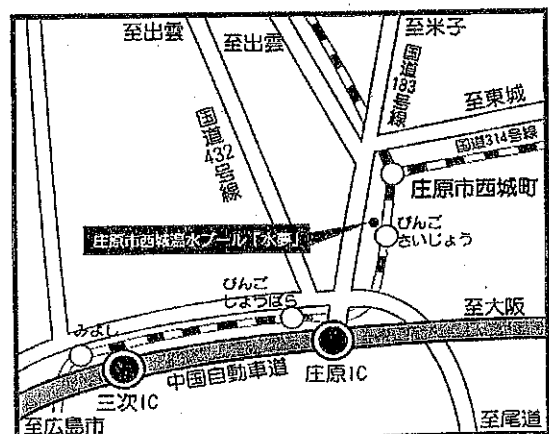 至出雲
至出雲
至米子
国道183号線
至東城
国道314号線
国道432号線
庄原市西城町
庄原市西城温水プール「水夢」
びんご
さいじょう
びんご
しょうばら
みよし
至大阪
中国自動車道
庄原IC
三次IC
至広島市
至尾道